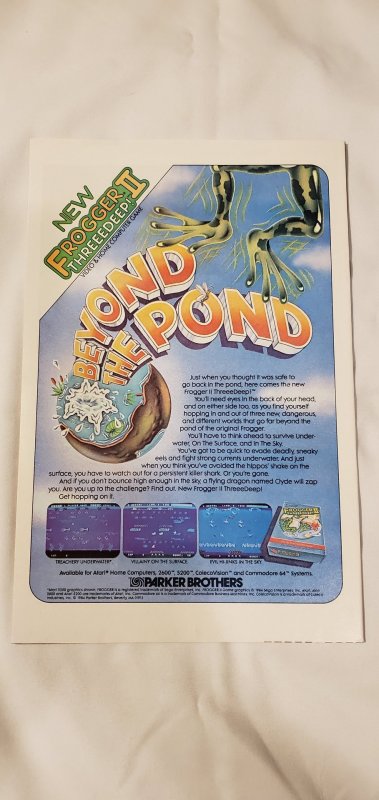 NEW
FROGGER II
THREEEDEEP!™
VIDEO & HOME COMPUTER GAME
BEYOND
THE POND
Just when you thought it was safe to
go back in the pond, here comes the new
Frogger II ThreeeDeep!™
You'll need eyes in the back of your head,
and on either side too, as you find yourself
hopping in and out of three new, dangerous,
and different worlds that go far beyond the
pond of the original Frogger.
You'll have to think ahead to survive Under-
water, On The Surface, and In The Sky.
You've got to be quick to evade deadly, sneaky
eels and fight strong currents underwater. And just
when you think you've avoided the hippos' shake on the
surface, you have to watch out for a persistent killer shark. Or you're gone.
And if you don't bounce high enough in the sky, a flying dragon named Clyde will zap
you. Are you up to the challenge? Find out. New Frogger II ThreeeDeep!
Get hopping on it.
FROGGER II
TREACHERY UNDERWATER*.
VILLAINY ON THE SURFACE.
EVIL HI-JINKS IN THE SKY.
Available for Atari® Home Computers, 2600™, 5200™, ColecoVision™ and Commodore 64™ Systems.
PARKER BROTHERS